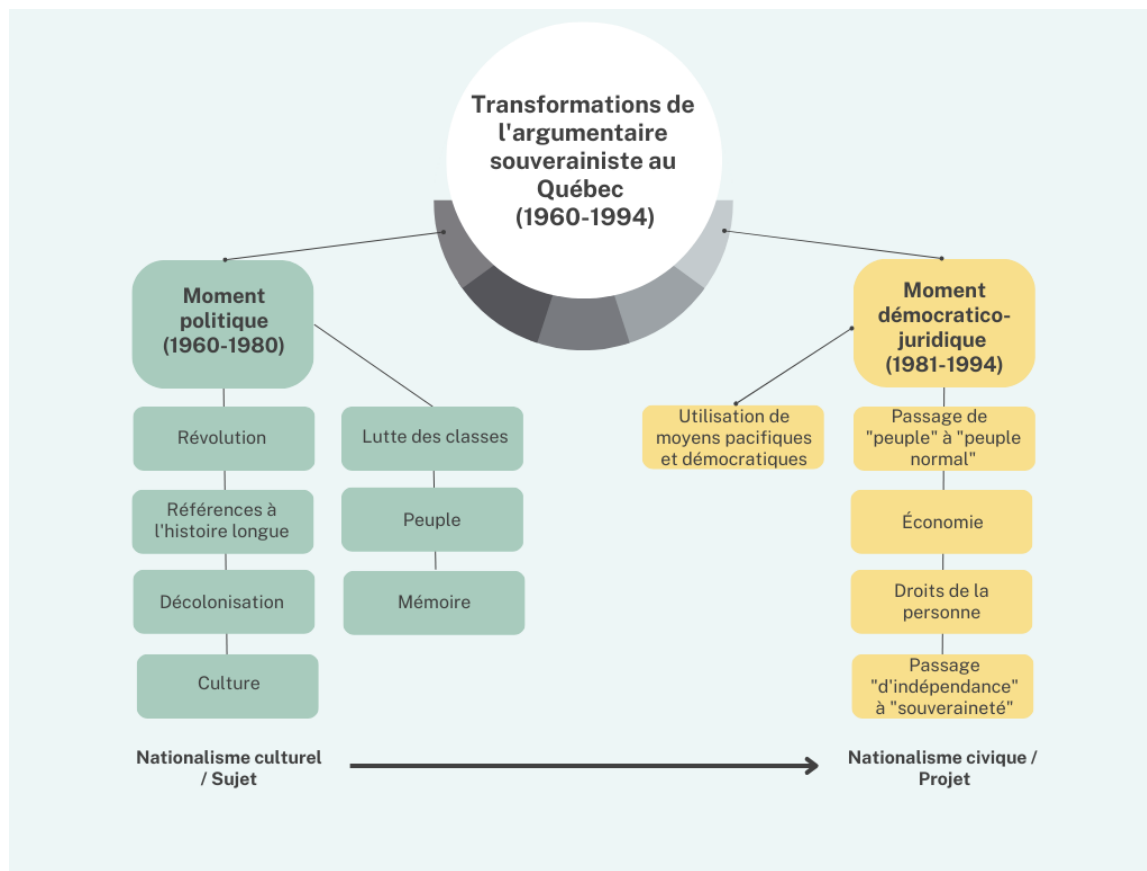 Transformations de
l'argumentaire
souverainiste au
Québec
(1960-1994)
Moment
politique
(1960-1980)
Révolution
Références à
l'histoire longue
Décolonisation
Culture
Lutte des classes
Peuple
Mémoire
Moment
démocratico-
juridique
(1981-1994)
Utilisation de
moyens pacifiques
et démocratiques
Passage de
"peuple" à "peuple
normal"
Économie
Droits de la
personne
Passage
"d'indépendance"
à "souveraineté"
Nationalisme culturel
/ Sujet
Nationalisme civique /
Projet